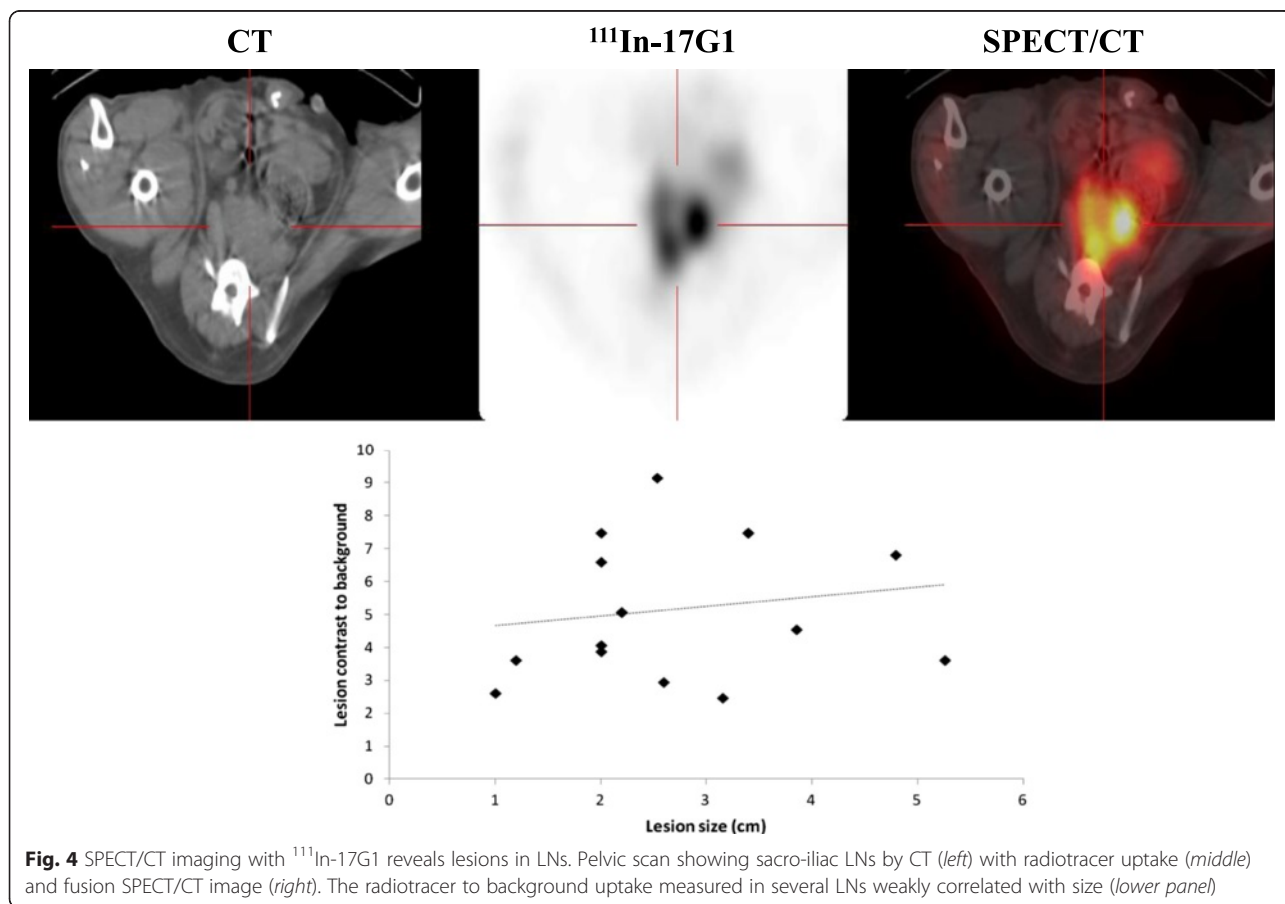 CT ¹¹¹In-17G1 SPECT/CT
10
9
8
7
6
5
4
3
2
1
0
Lesion contrast to background
0 1 2 3 4 5 6
Lesion size (cm)
Fig. 4 SPECT/CT imaging with ¹¹¹In-17G1 reveals lesions in LNs. Pelvic scan showing sacro-iliac LNs by CT (left) with radiotracer uptake (middle)
and fusion SPECT/CT image (right). The radiotracer to background uptake measured in several LNs weakly correlated with size (lower panel)